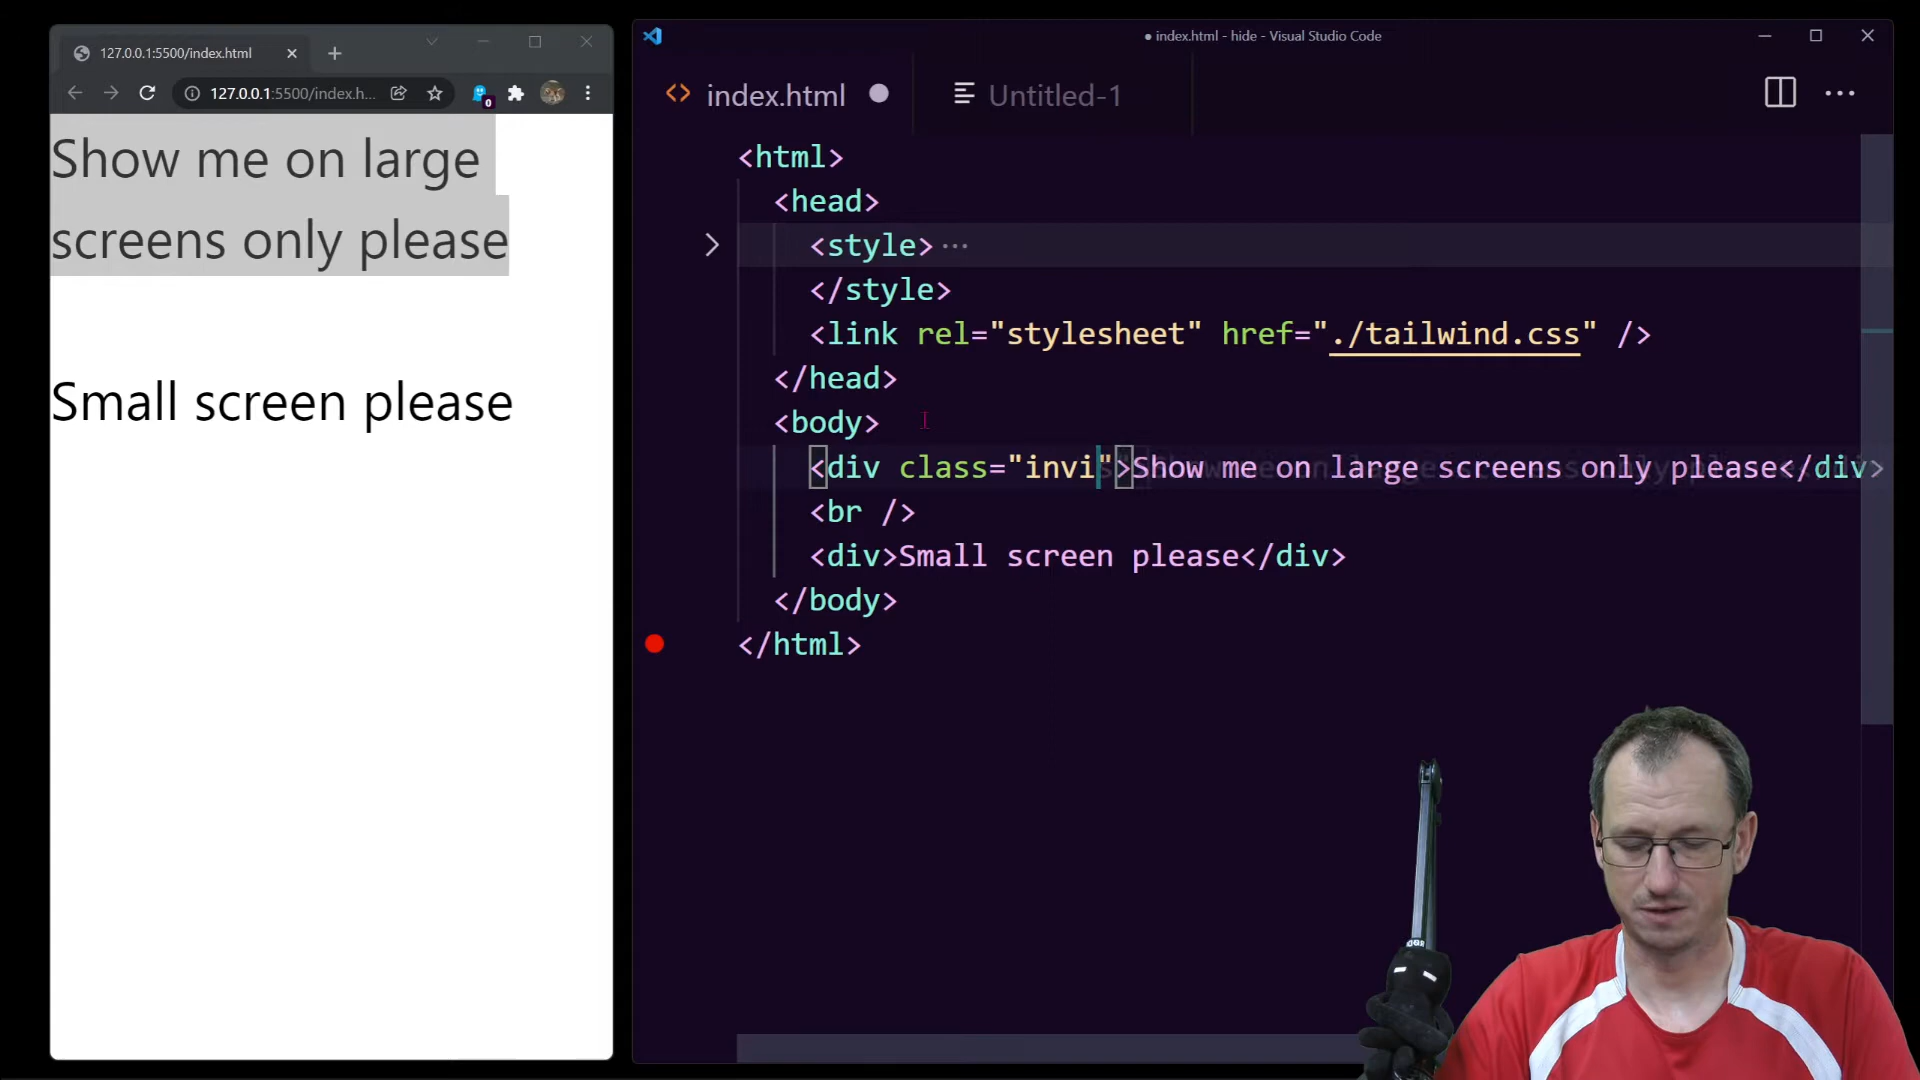 127.0.0.1:5500/index.html
127.0.0.1:5500/index.h...
0
Show me on large
screens only please
Small screen please
● index.html - hide - Visual Studio Code
index.html
Untitled-1
<html>
<head>
<style>...
</style>
<link rel="stylesheet" href="./tailwind.css" />
</head>
<body>
<div class="invi">Show me on large screens only please</div>
<br />
<div>Small screen please</div>
</body>
</html>